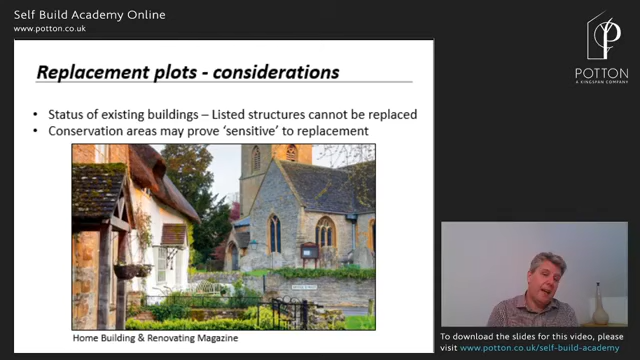 Self Build Academy Online
www.potton.co.uk
Replacement plots - considerations
• Status of existing buildings – Listed structures cannot be replaced
• Conservation areas may prove ‘sensitive’ to replacement
Home Building & Renovating Magazine
POTTON
A KINGSPAN COMPANY
To download the slides for this video, please
visit www.potton.co.uk/self-build-academy